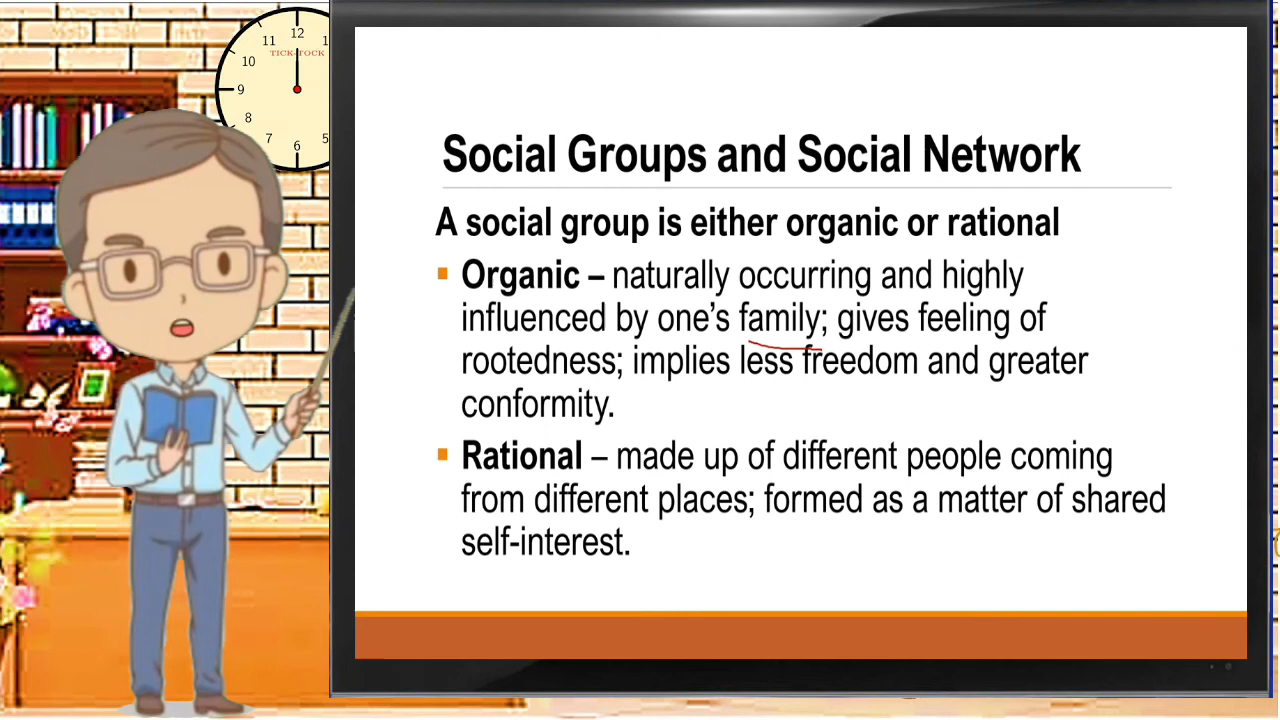 12
11
1
TICK-TOCK
10
9
8
7
5
6
Social Groups and Social Network
A social group is either organic or rational
▪ Organic – naturally occurring and highly
influenced by one’s family; gives feeling of
rootedness; implies less freedom and greater
conformity.
▪ Rational – made up of different people coming
from different places; formed as a matter of shared
self-interest.